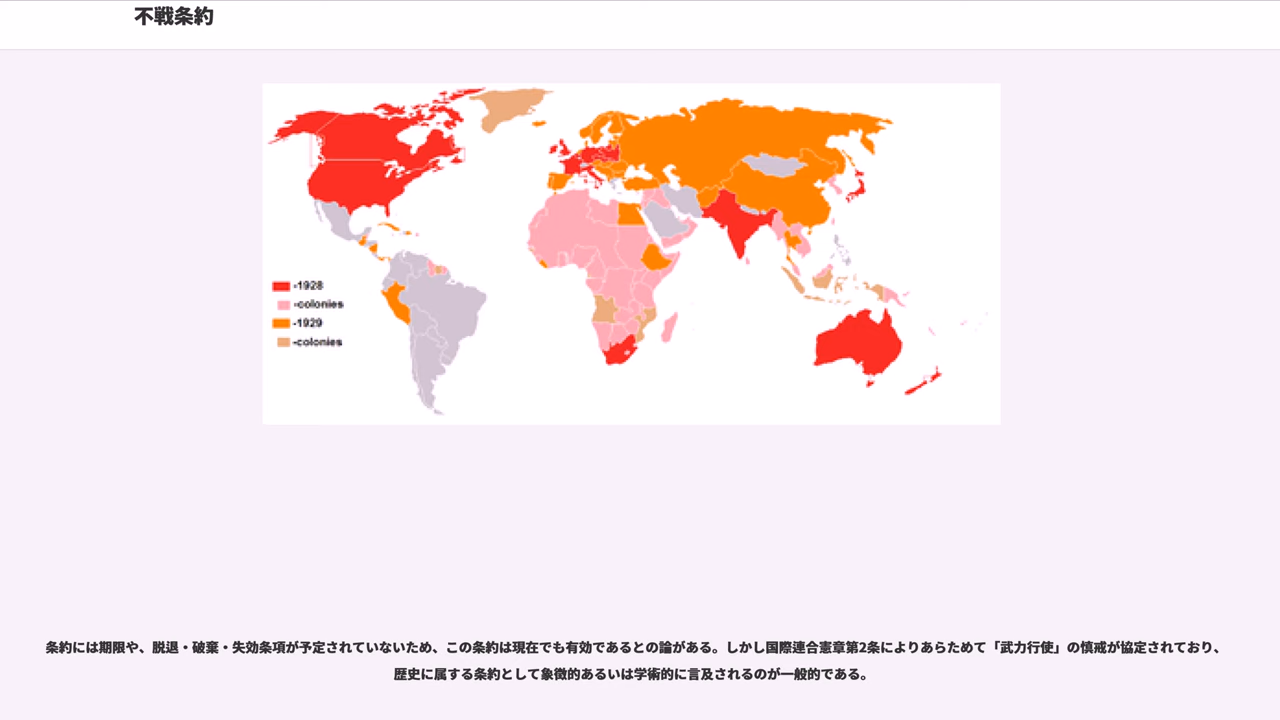 不戦条約
-1928
-colonies
-1929
-colonies
条約には期限や、脱退・破棄・失効条項が予定されていないため、この条約は現在でも有効であるとの論がある。しかし国際連合憲章第2条によりあらためて「武力行使」の慎戒が協定されており、
歴史に属する条約として象徴的あるいは学術的に言及されるのが一般的である。